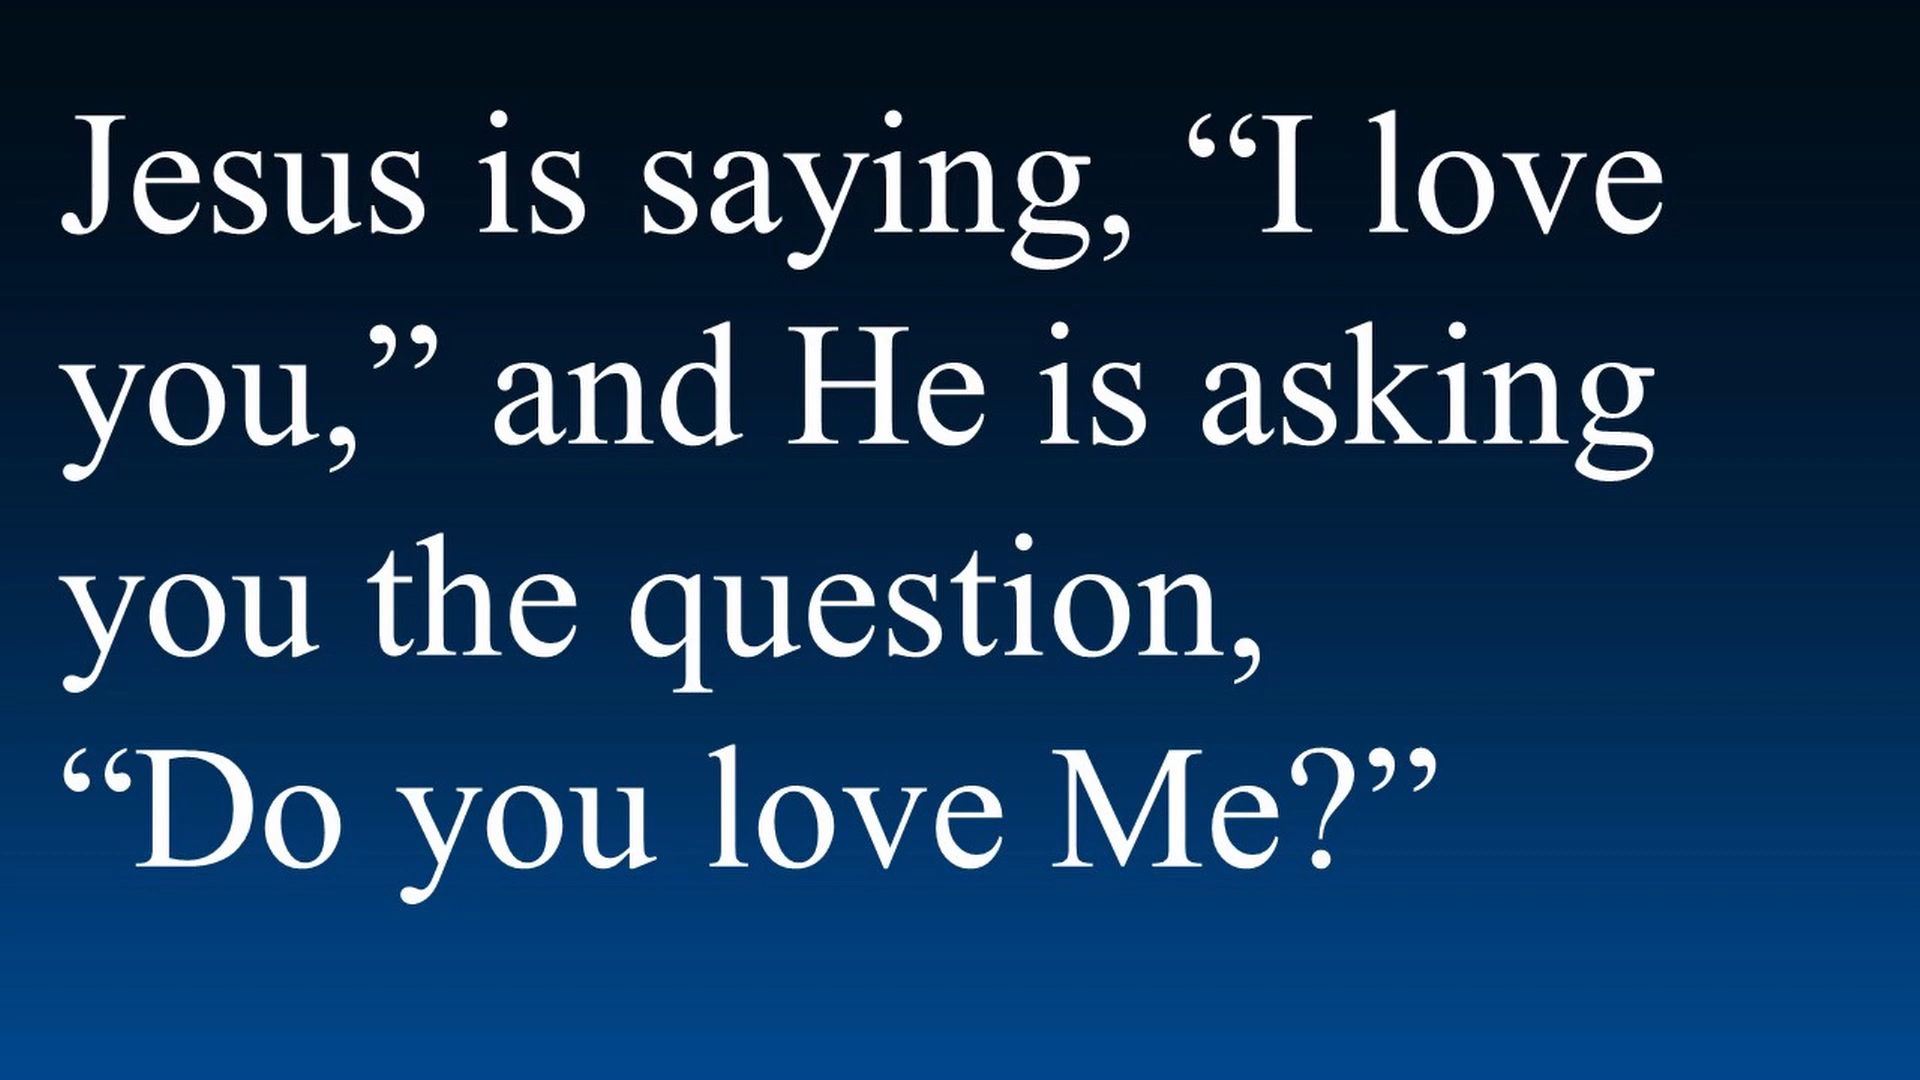 Jesus is saying, “I love
you,” and He is asking
you the question,
“Do you love Me?”